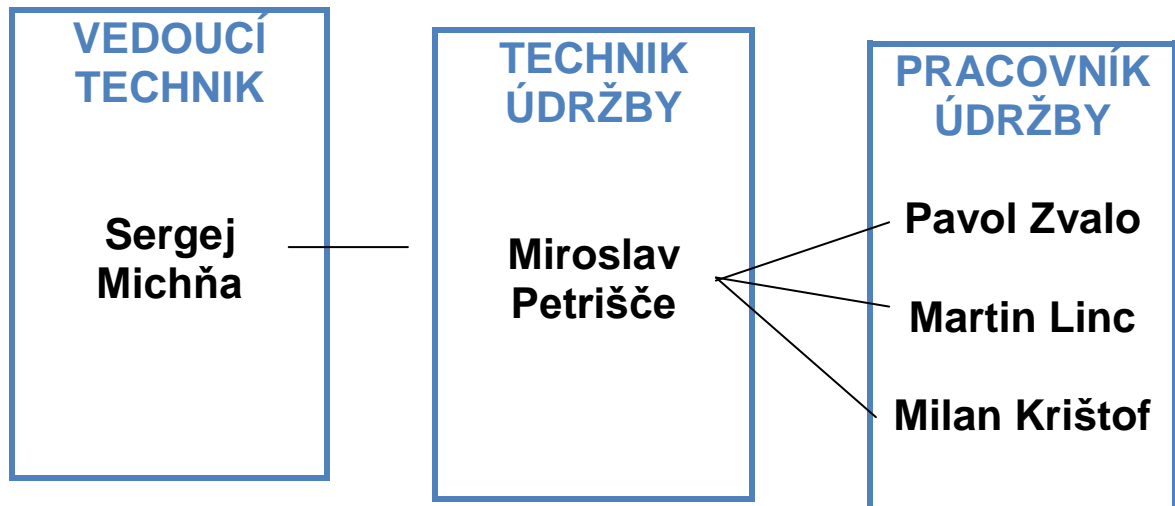 VEDOUCÍ
TECHNIK
Sergej
Michňa
TECHNIK
ÚDRŽBY
Miroslav
Petrišče
PRACOVNÍK
ÚDRŽBY
Pavol Zvalo
Martin Linc
Milan Krištof